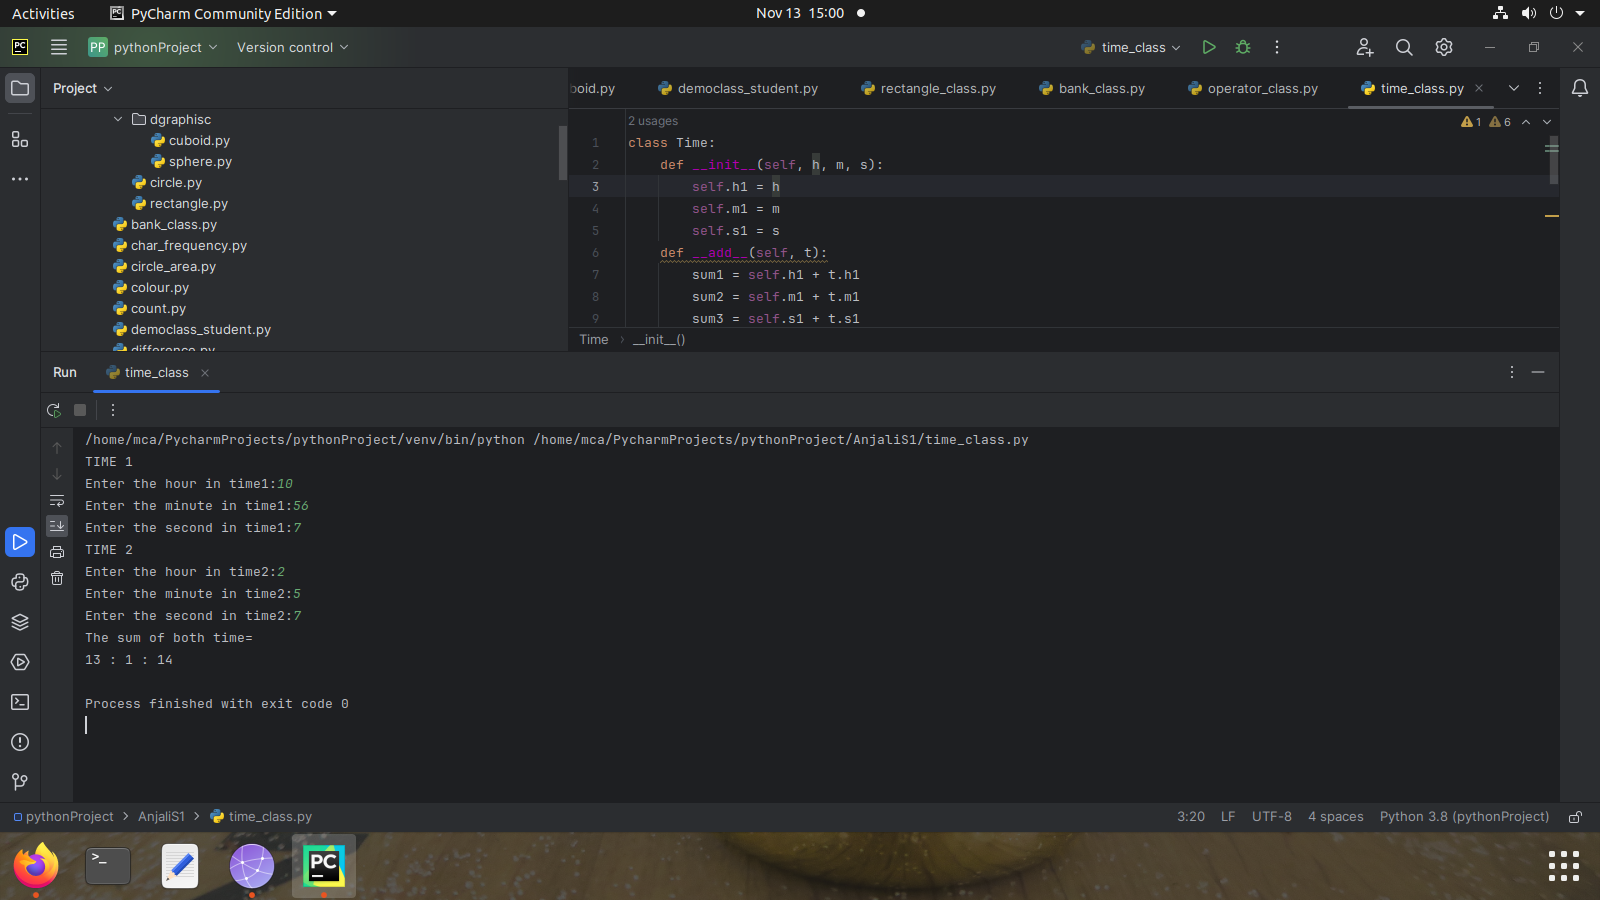 Activities PyCharm Community Edition Nov 13 15:00
PC PP pythonProject Version control time_class
Project
dgraphisc
cuboid.py
sphere.py
circle.py
rectangle.py
bank_class.py
char_frequency.py
circle_area.py
colour.py
count.py
democlass_student.py
difference.py
boid.py democlass_student.py rectangle_class.py bank_class.py operator_class.py time_class.py
2 usages 1 6
1 class Time:
2 def __init__(self, h, m, s):
3 self.h1 = h
4 self.m1 = m
5 self.s1 = s
6 def __add__(self, t):
7 sum1 = self.h1 + t.h1
8 sum2 = self.m1 + t.m1
9 sum3 = self.s1 + t.s1
Time › __init__()
Run time_class
/home/mca/PycharmProjects/pythonProject/venv/bin/python /home/mca/PycharmProjects/pythonProject/AnjaliS1/time_class.py
TIME 1
Enter the hour in time1:10
Enter the minute in time1:56
Enter the second in time1:7
TIME 2
Enter the hour in time2:2
Enter the minute in time2:5
Enter the second in time2:7
The sum of both time=
13 : 1 : 14
Process finished with exit code 0
pythonProject › AnjaliS1 › time_class.py 3:20 LF UTF-8 4 spaces Python 3.8 (pythonProject)
>_ PC